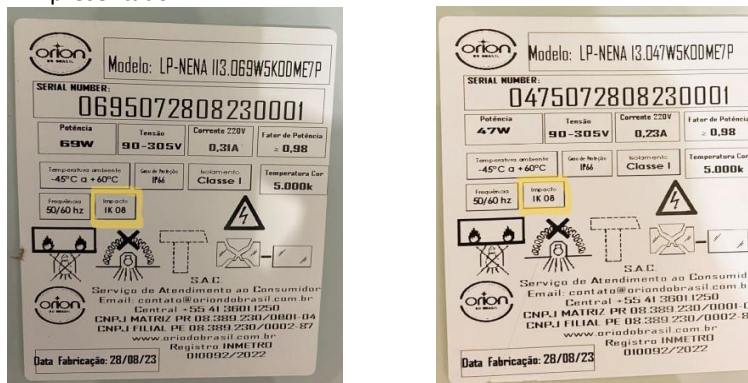 orion
DO BRASIL
Modelo: LP-NENA II3.069W5K0DME7P
SERIAL NUMBER:
0695072808230001
Potência
69W
Tensão
90-305V
Corrente 220V
0,31A
Fator de Potência
≥ 0,98
Temperatura ambiente
-45°C a +60°C
Grau de Proteção
IP66
Isolamento
Classe I
Temperatura Cor
5.000k
Frequência
50/60 hz
Impacto
IK 08
S.A.C.
Serviço de Atendimento ao Consumidor
Email: contato@oriondobrasil.com.br
Central +55 41 3601 1250
CNPJ MATRIZ PR 08.389.230/0001-04
CNPJ FILIAL PE 08.389.230/0002-87
www.oriodobrasil.com.br
Registro INMETRO
010092/2022
orion
Data Fabricação: 28/08/23
orion
DO BRASIL
Modelo: LP-NENA I3.047W5K0DME7P
SERIAL NUMBER:
0475072808230001
Potência
47W
Tensão
90-305V
Corrente 220V
0,23A
Fator de Potência
≥ 0,98
Temperatura ambiente
-45°C a +60°C
Grau de Proteção
IP66
Isolamento
Classe I
Temperatura Cor
5.000k
Frequência
50/60 hz
Impacto
IK 08
S.A.C.
Serviço de Atendimento ao Consumid
Email: contato@oriondobrasil.com.b
Central +55 41 3601 1250
CNPJ MATRIZ PR 08.389.230/0001-0
CNPJ FILIAL PE 08.389.230/0002-8
www.oriodobrasil.com.br
Registro INMETRO
010092/2022
orion
Data Fabricação: 28/08/23